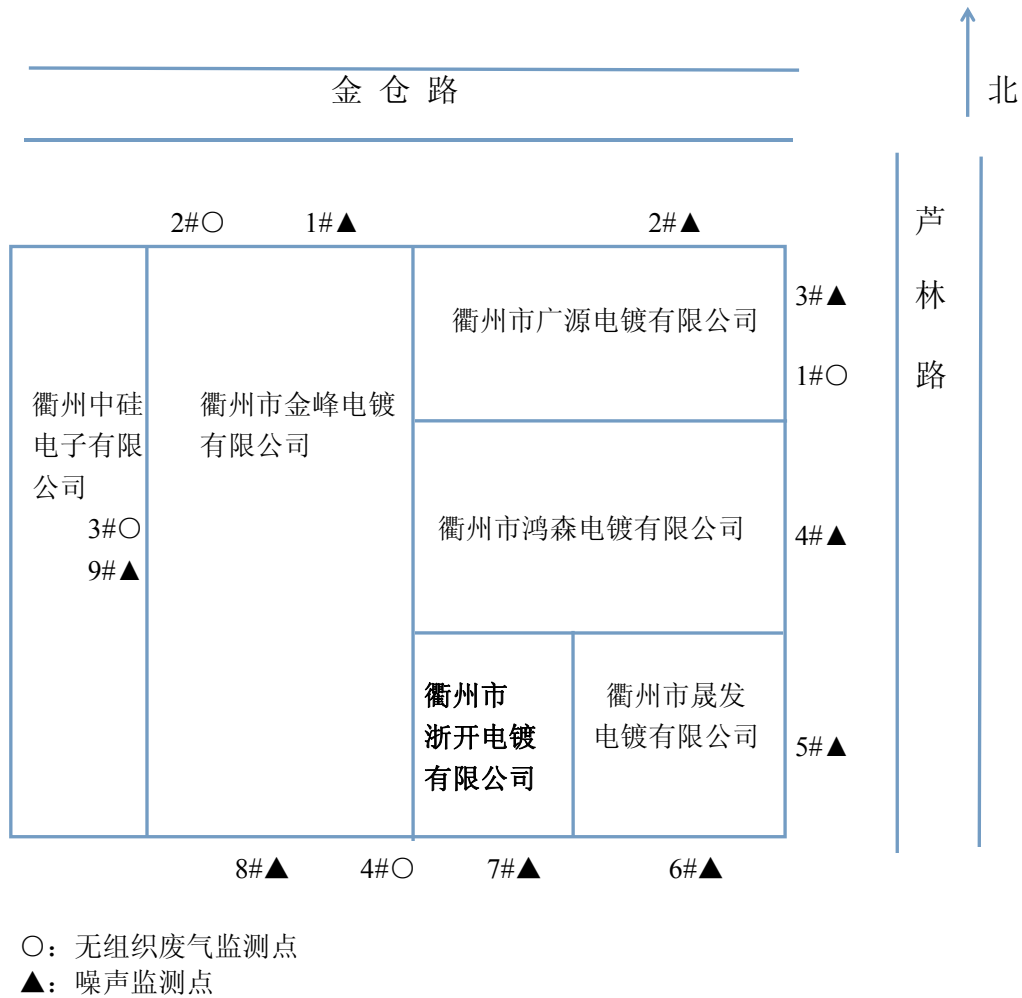 金 仓 路
北
芦
林
路
2#○
1#▲
2#▲
3#▲
1#○
衢州市广源电镀有限公司
衢州中硅
电子有限
公司
3#○
9#▲
衢州市金峰电镀
有限公司
衢州市鸿森电镀有限公司
4#▲
衢州市
浙开电镀
有限公司
衢州市晟发
电镀有限公司
5#▲
8#▲
4#○
7#▲
6#▲
○：无组织废气监测点
▲：噪声监测点